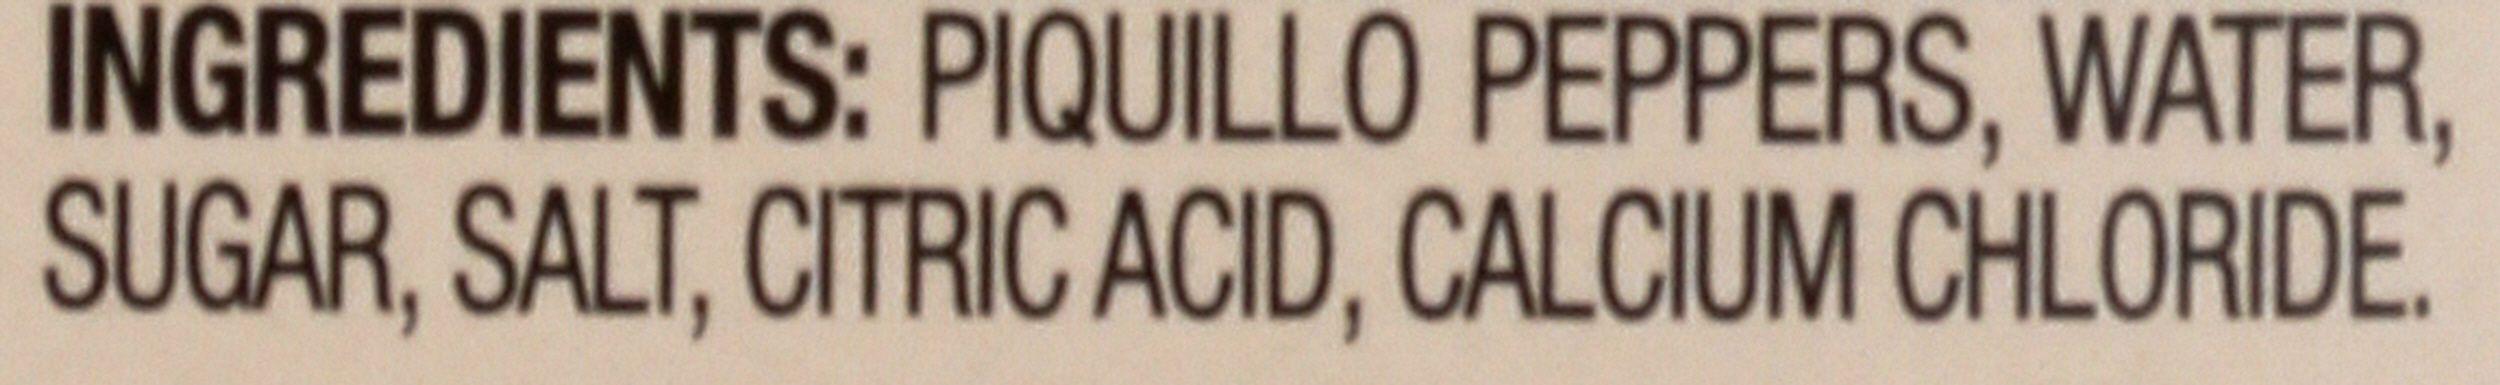 INGREDIENTS: PIQUILLO PEPPERS, WATER,
SUGAR, SALT, CITRIC ACID, CALCIUM CHLORIDE.